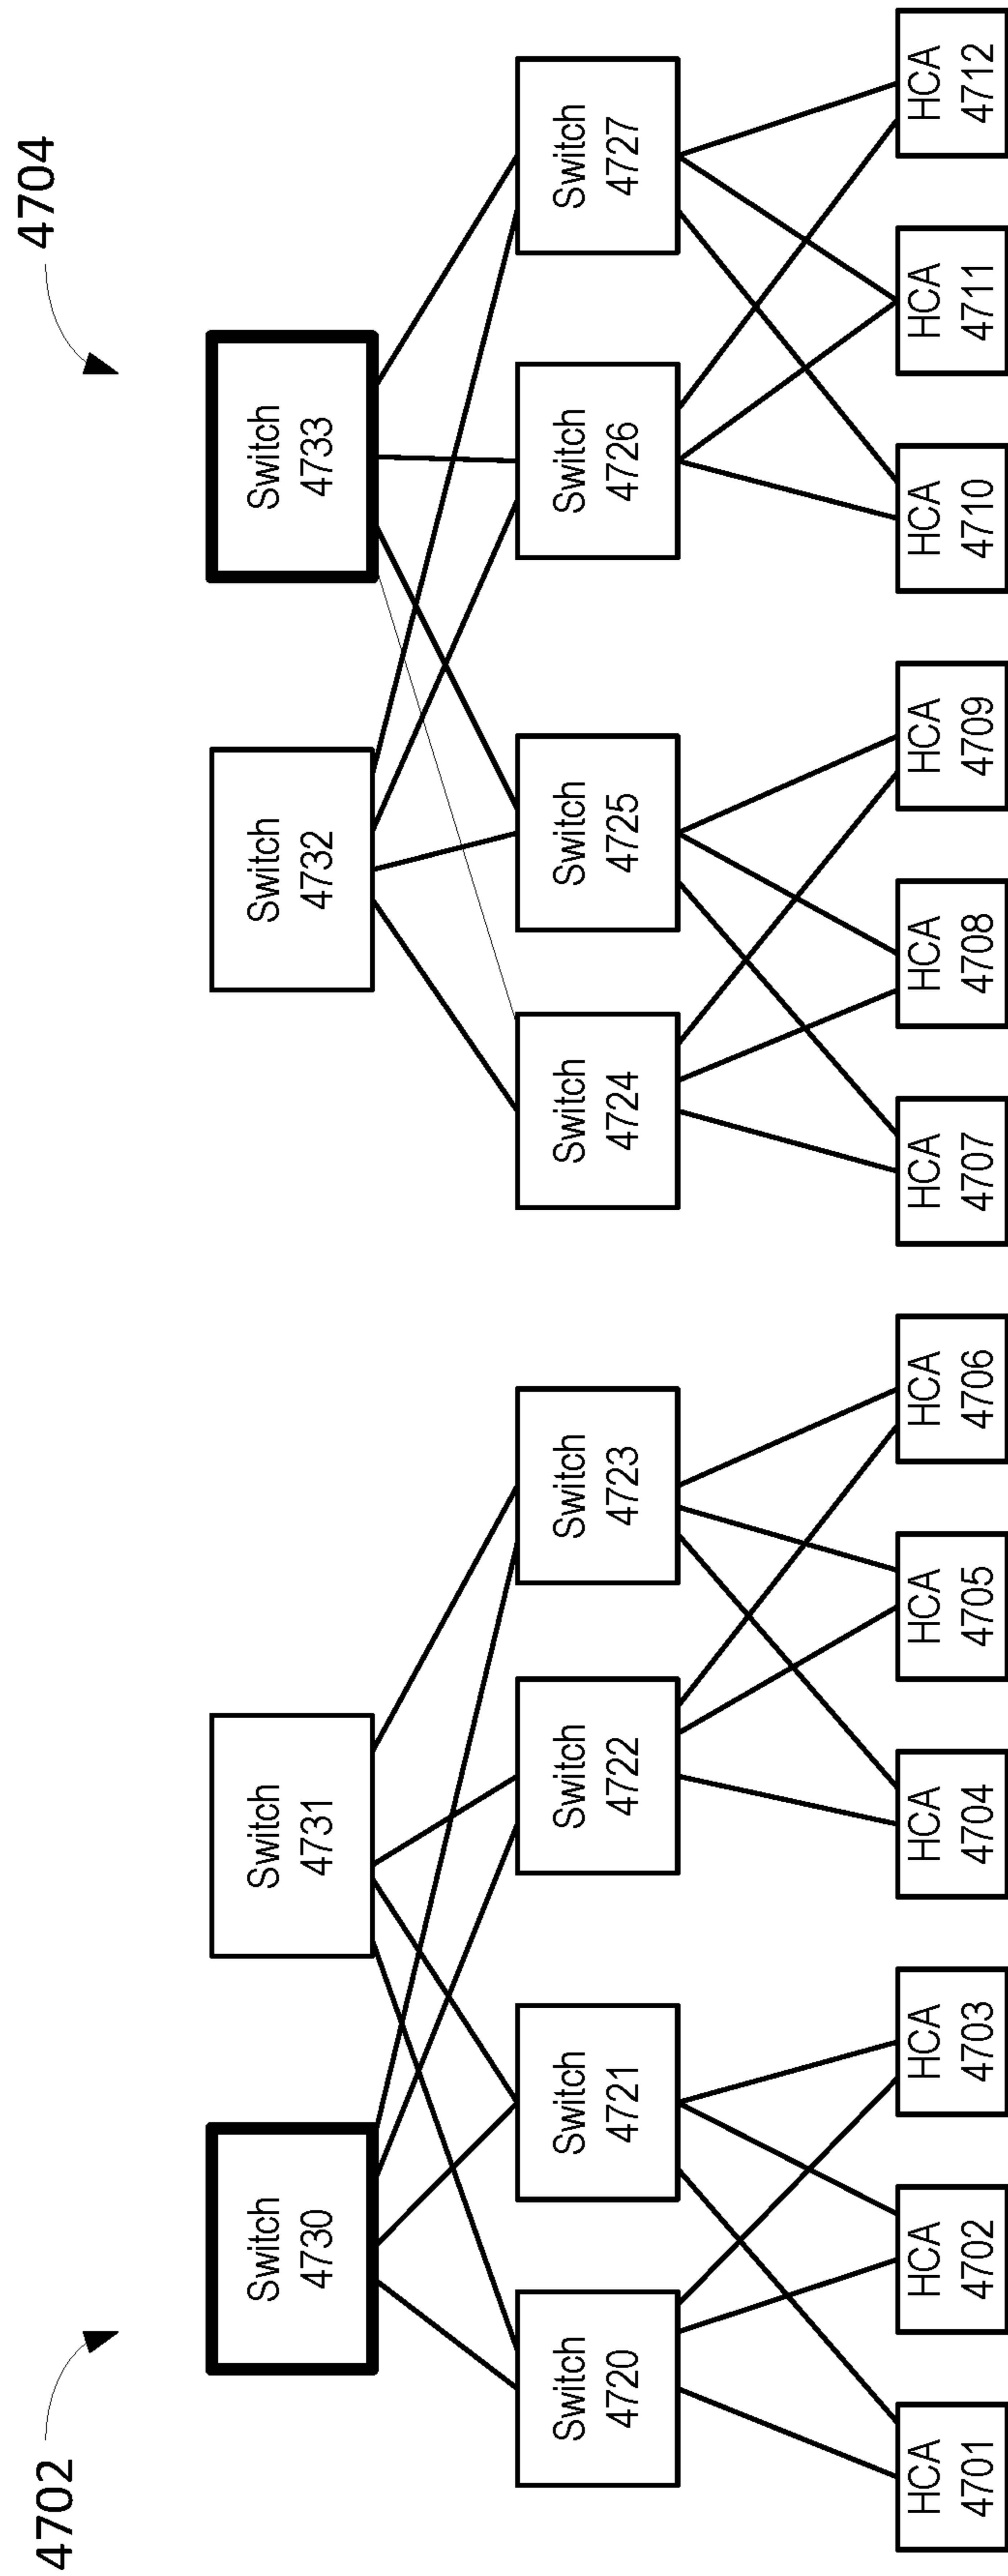 4702
4704
Switch
4730
Switch
4731
Switch
4732
Switch
4733
Switch
4720
Switch
4721
Switch
4722
Switch
4723
Switch
4724
Switch
4725
Switch
4726
Switch
4727
HCA
4701
HCA
4702
HCA
4703
HCA
4704
HCA
4705
HCA
4706
HCA
4707
HCA
4708
HCA
4709
HCA
4710
HCA
4711
HCA
4712